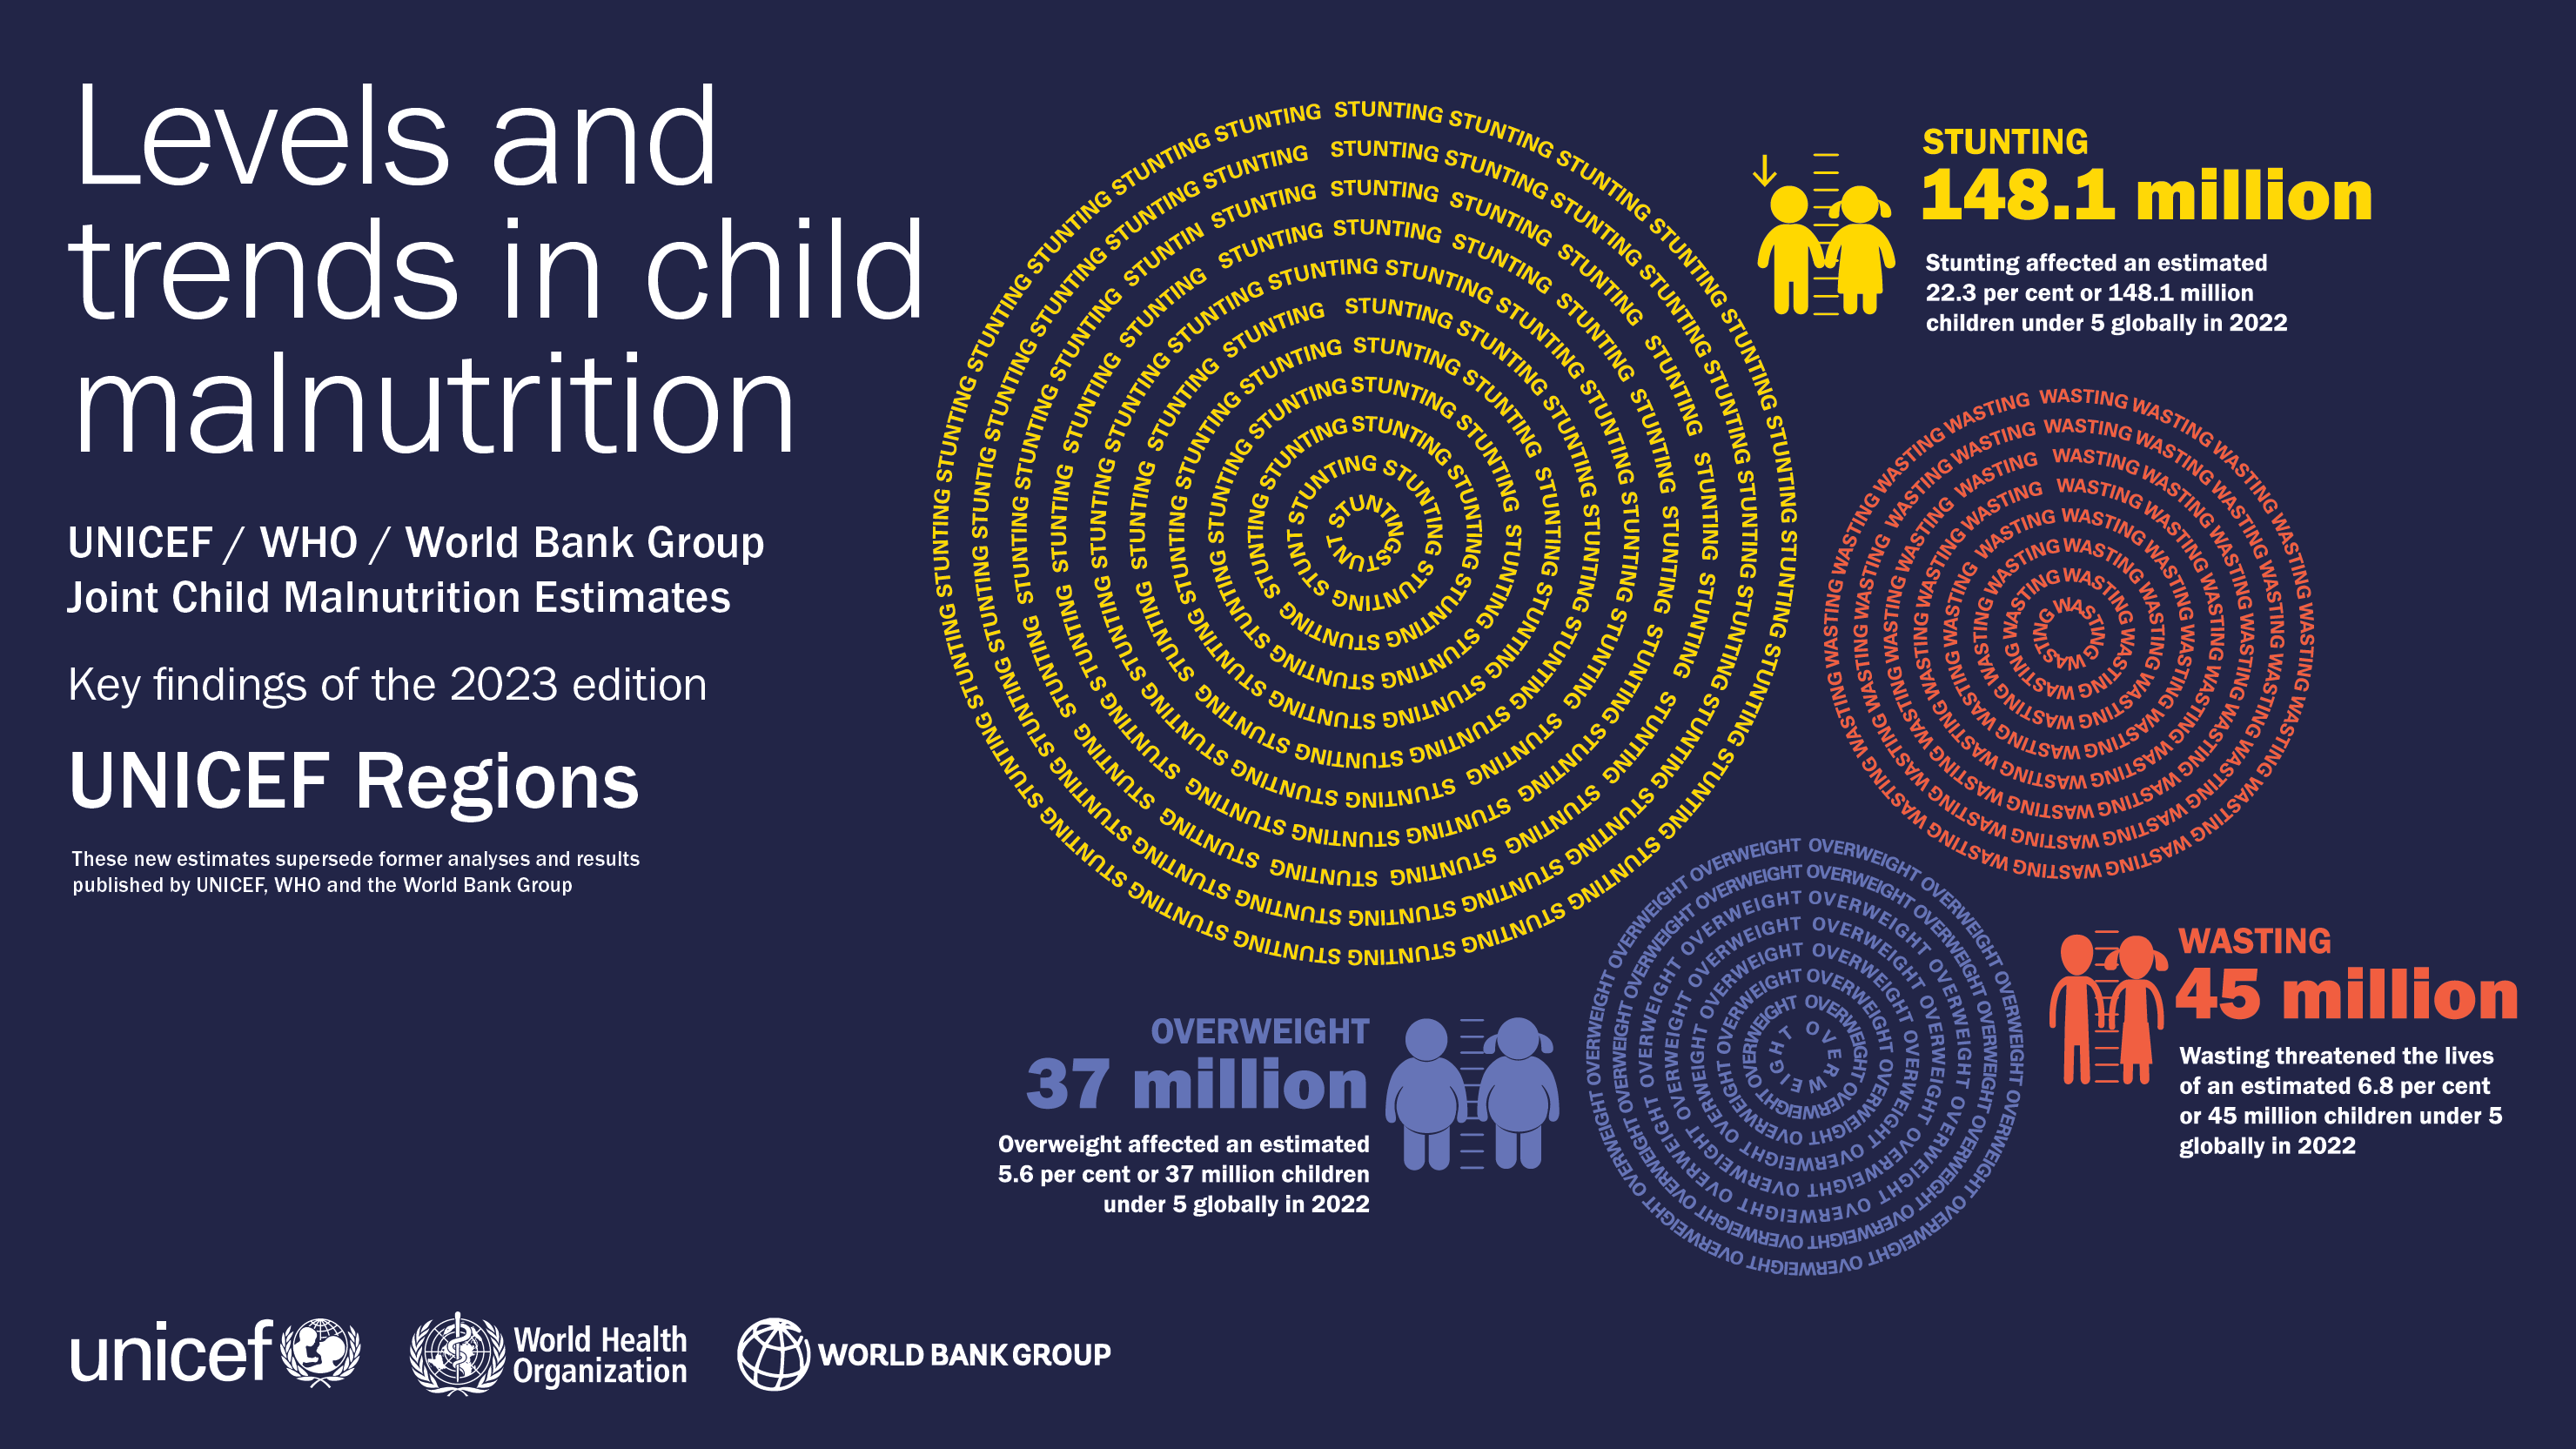 Levels and
trends in child
malnutrition
UNICEF / WHO / World Bank Group
Joint Child Malnutrition Estimates
Key findings of the 2023 edition
UNICEF Regions
These new estimates supersede former analyses and results
published by UNICEF, WHO and the World Bank Group
STUNTING
148.1 million
Stunting affected an estimated
22.3 per cent or 148.1 million
children under 5 globally in 2022
WASTING
45 million
Wasting threatened the lives
of an estimated 6.8 per cent
or 45 million children under 5
globally in 2022
OVERWEIGHT
37 million
Overweight affected an estimated
5.6 per cent or 37 million children
under 5 globally in 2022
STUNTING
WASTING
OVERWEIGHT
unicef
World Health
Organization
WORLD BANK GROUP